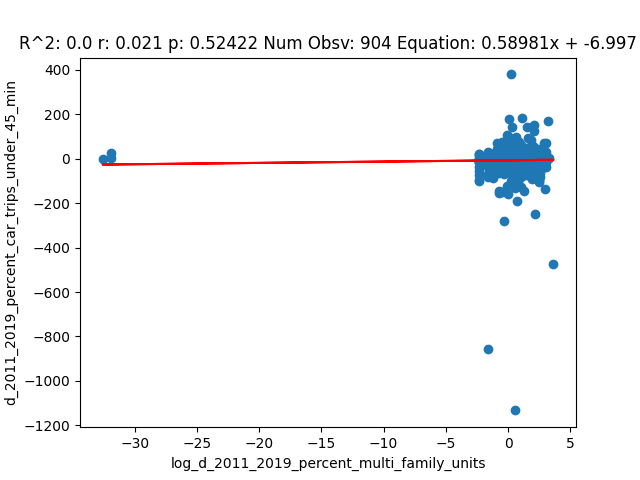 R^2: 0.0 r: 0.021 p: 0.52422 Num Obsv: 904 Equation: 0.58981x + -6.997
d_2011_2019_percent_car_trips_under_45_min
400
200
0
−200
−400
−600
−800
−1000
−1200
−30 −25 −20 −15 −10 −5 0 5
log_d_2011_2019_percent_multi_family_units